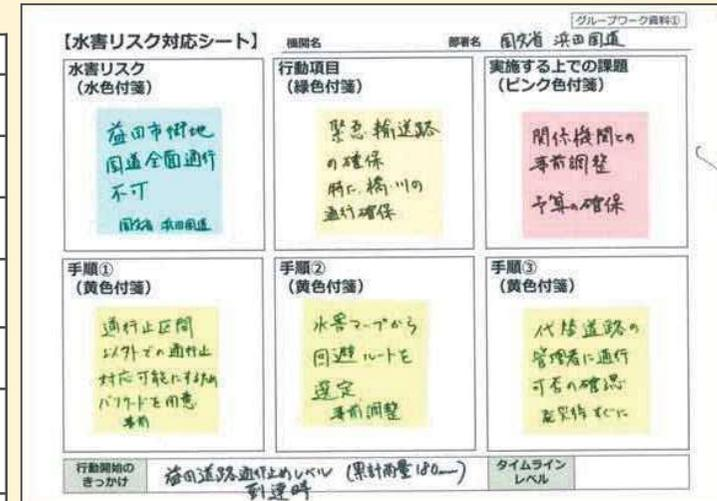 グループワーク資料①
【水害リスク対応シート】 機関名 部署名 国交省 浜田国道
水害リスク
（水色付箋）
益田市街地
国道全面通行
不可
国交省 浜田国道
行動項目
（緑色付箋）
緊急輸送路
の確保
特に、橋・川の
通行確保
実施する上での課題
（ピンク色付箋）
関係機関との
事前調整
予算の確保
手順①
（黄色付箋）
通行止区間
以外での通行止
対応可能にするため
バリケードを用意
事前
手順②
（黄色付箋）
水害マップから
回避ルートを
選定
事前調整
手順③
（黄色付箋）
代替道路の
管理者に通行
可否の確認
すぐに
行動開始の
きっかけ
益田道路通行止めレベル（累計雨量180mm）
到達時
タイムライン
レベル